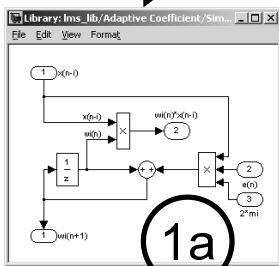 Library: lms_lib/Adaptive Coefficient/Sim...
File Edit View Format
1 x(n-i)
x(n-i) wi(n)*x(n-i)
wi(n) × 2
1
z
+ + × 2
e(n)
3
2*mi
1 wi(n+1)
1a